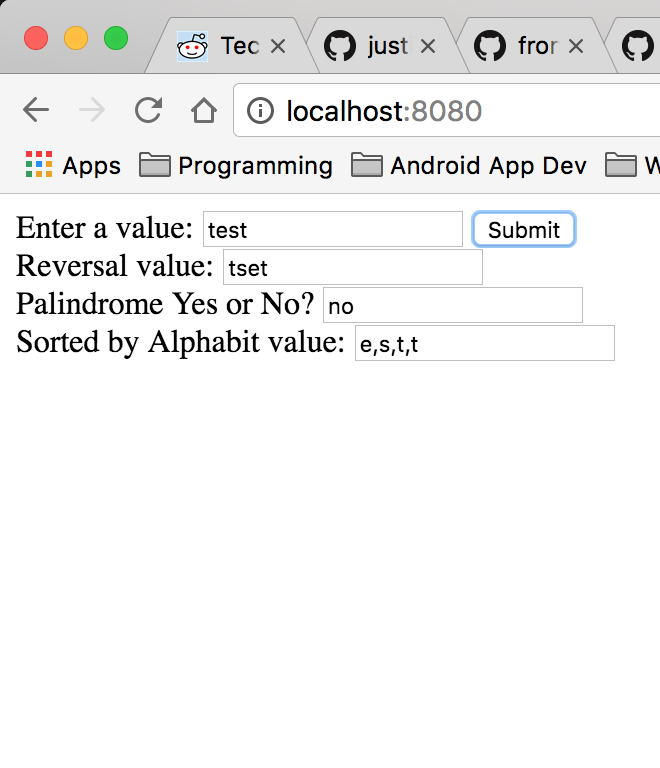 Tec just fror
localhost:8080
Apps Programming Android App Dev W
Enter a value: test Submit
Reversal value: tset
Palindrome Yes or No? no
Sorted by Alphabit value: e,s,t,t